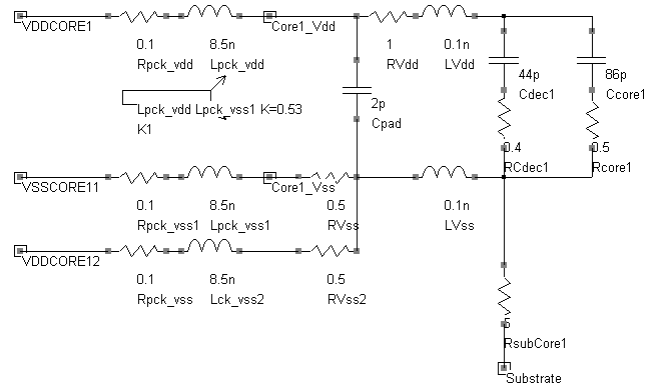 VDDCORE1 Core1_Vdd
0.1 8.5n 1 0.1n 44p 86p
Rpck_vdd Lpck_vdd RVdd LVdd Cdec1 Ccore1
Lpck_vdd Lpck_vss1 K=0.53 2p
K1 Cpad
0.4 0.5
RCdec1 Rcore1
VSSCORE11 Core1_Vss
0.1 8.5n 0.5 0.1n
Rpck_vss1 Lpck_vss1 RVss LVss
VDDCORE12
0.1 8.5n 0.5
Rpck_vss Lck_vss2 RVss2
5
RsubCore1
Substrate